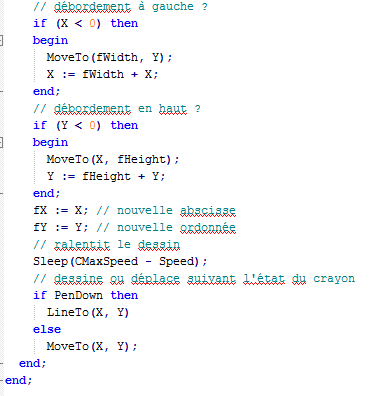 // débordement à gauche ?
if (X < 0) then
begin
MoveTo(fWidth, Y);
X := fWidth + X;
end;
// débordement en haut ?
if (Y < 0) then
begin
MoveTo(X, fHeight);
Y := fHeight + Y;
end;
fX := X; // nouvelle abscisse
fY := Y; // nouvelle ordonnée
// ralentit le dessin
Sleep(CMaxSpeed - Speed);
// dessine ou déplace suivant l'état du crayon
if PenDown then
LineTo(X, Y)
else
MoveTo(X, Y);
end;
end;